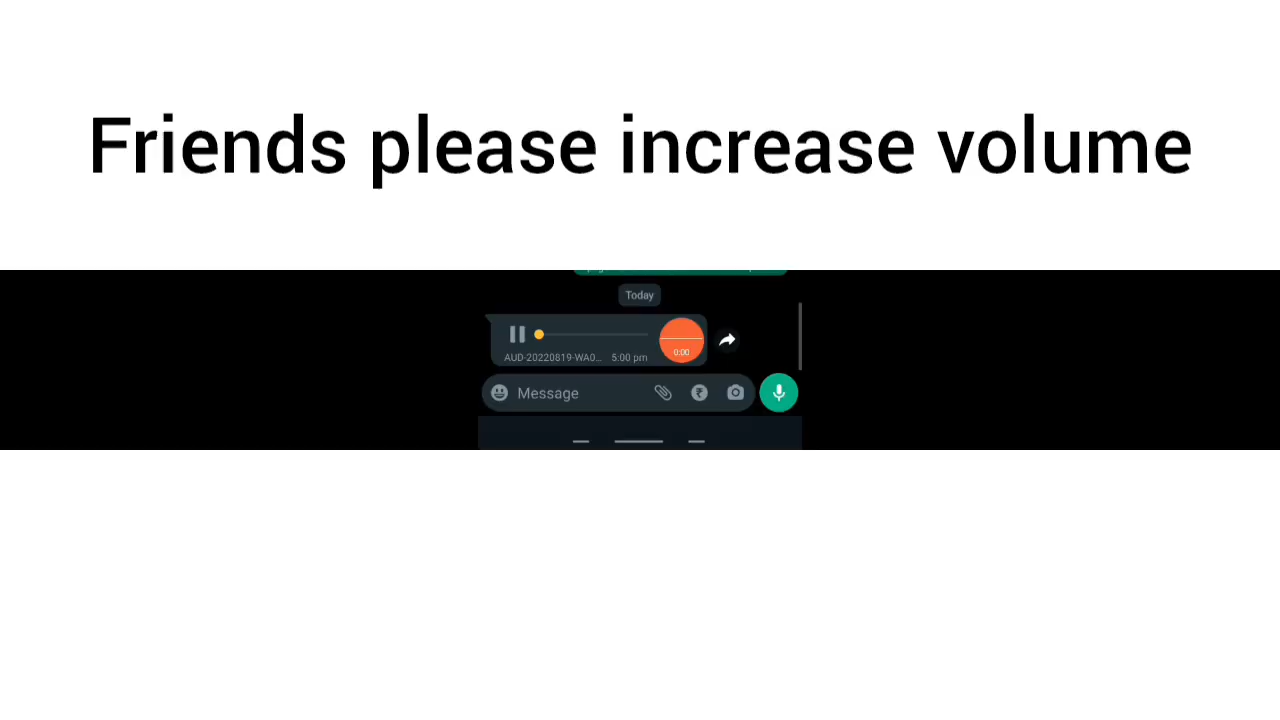 Friends please increase volume
Today
0:00
AUD-20220819-WA0... 5:00 pm
Message